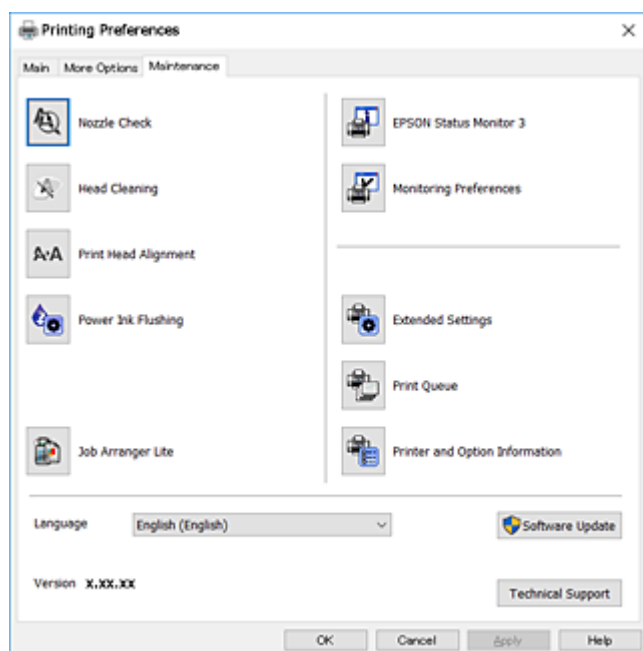 Printing Preferences
Main More Options Maintenance
Nozzle Check
EPSON Status Monitor 3
Head Cleaning
Monitoring Preferences
A·A Print Head Alignment
Power Ink Flushing
Extended Settings
Print Queue
Job Arranger Lite
Printer and Option Information
Language English (English)
Software Update
Version X.XX.XX
Technical Support
OK Cancel Apply Help